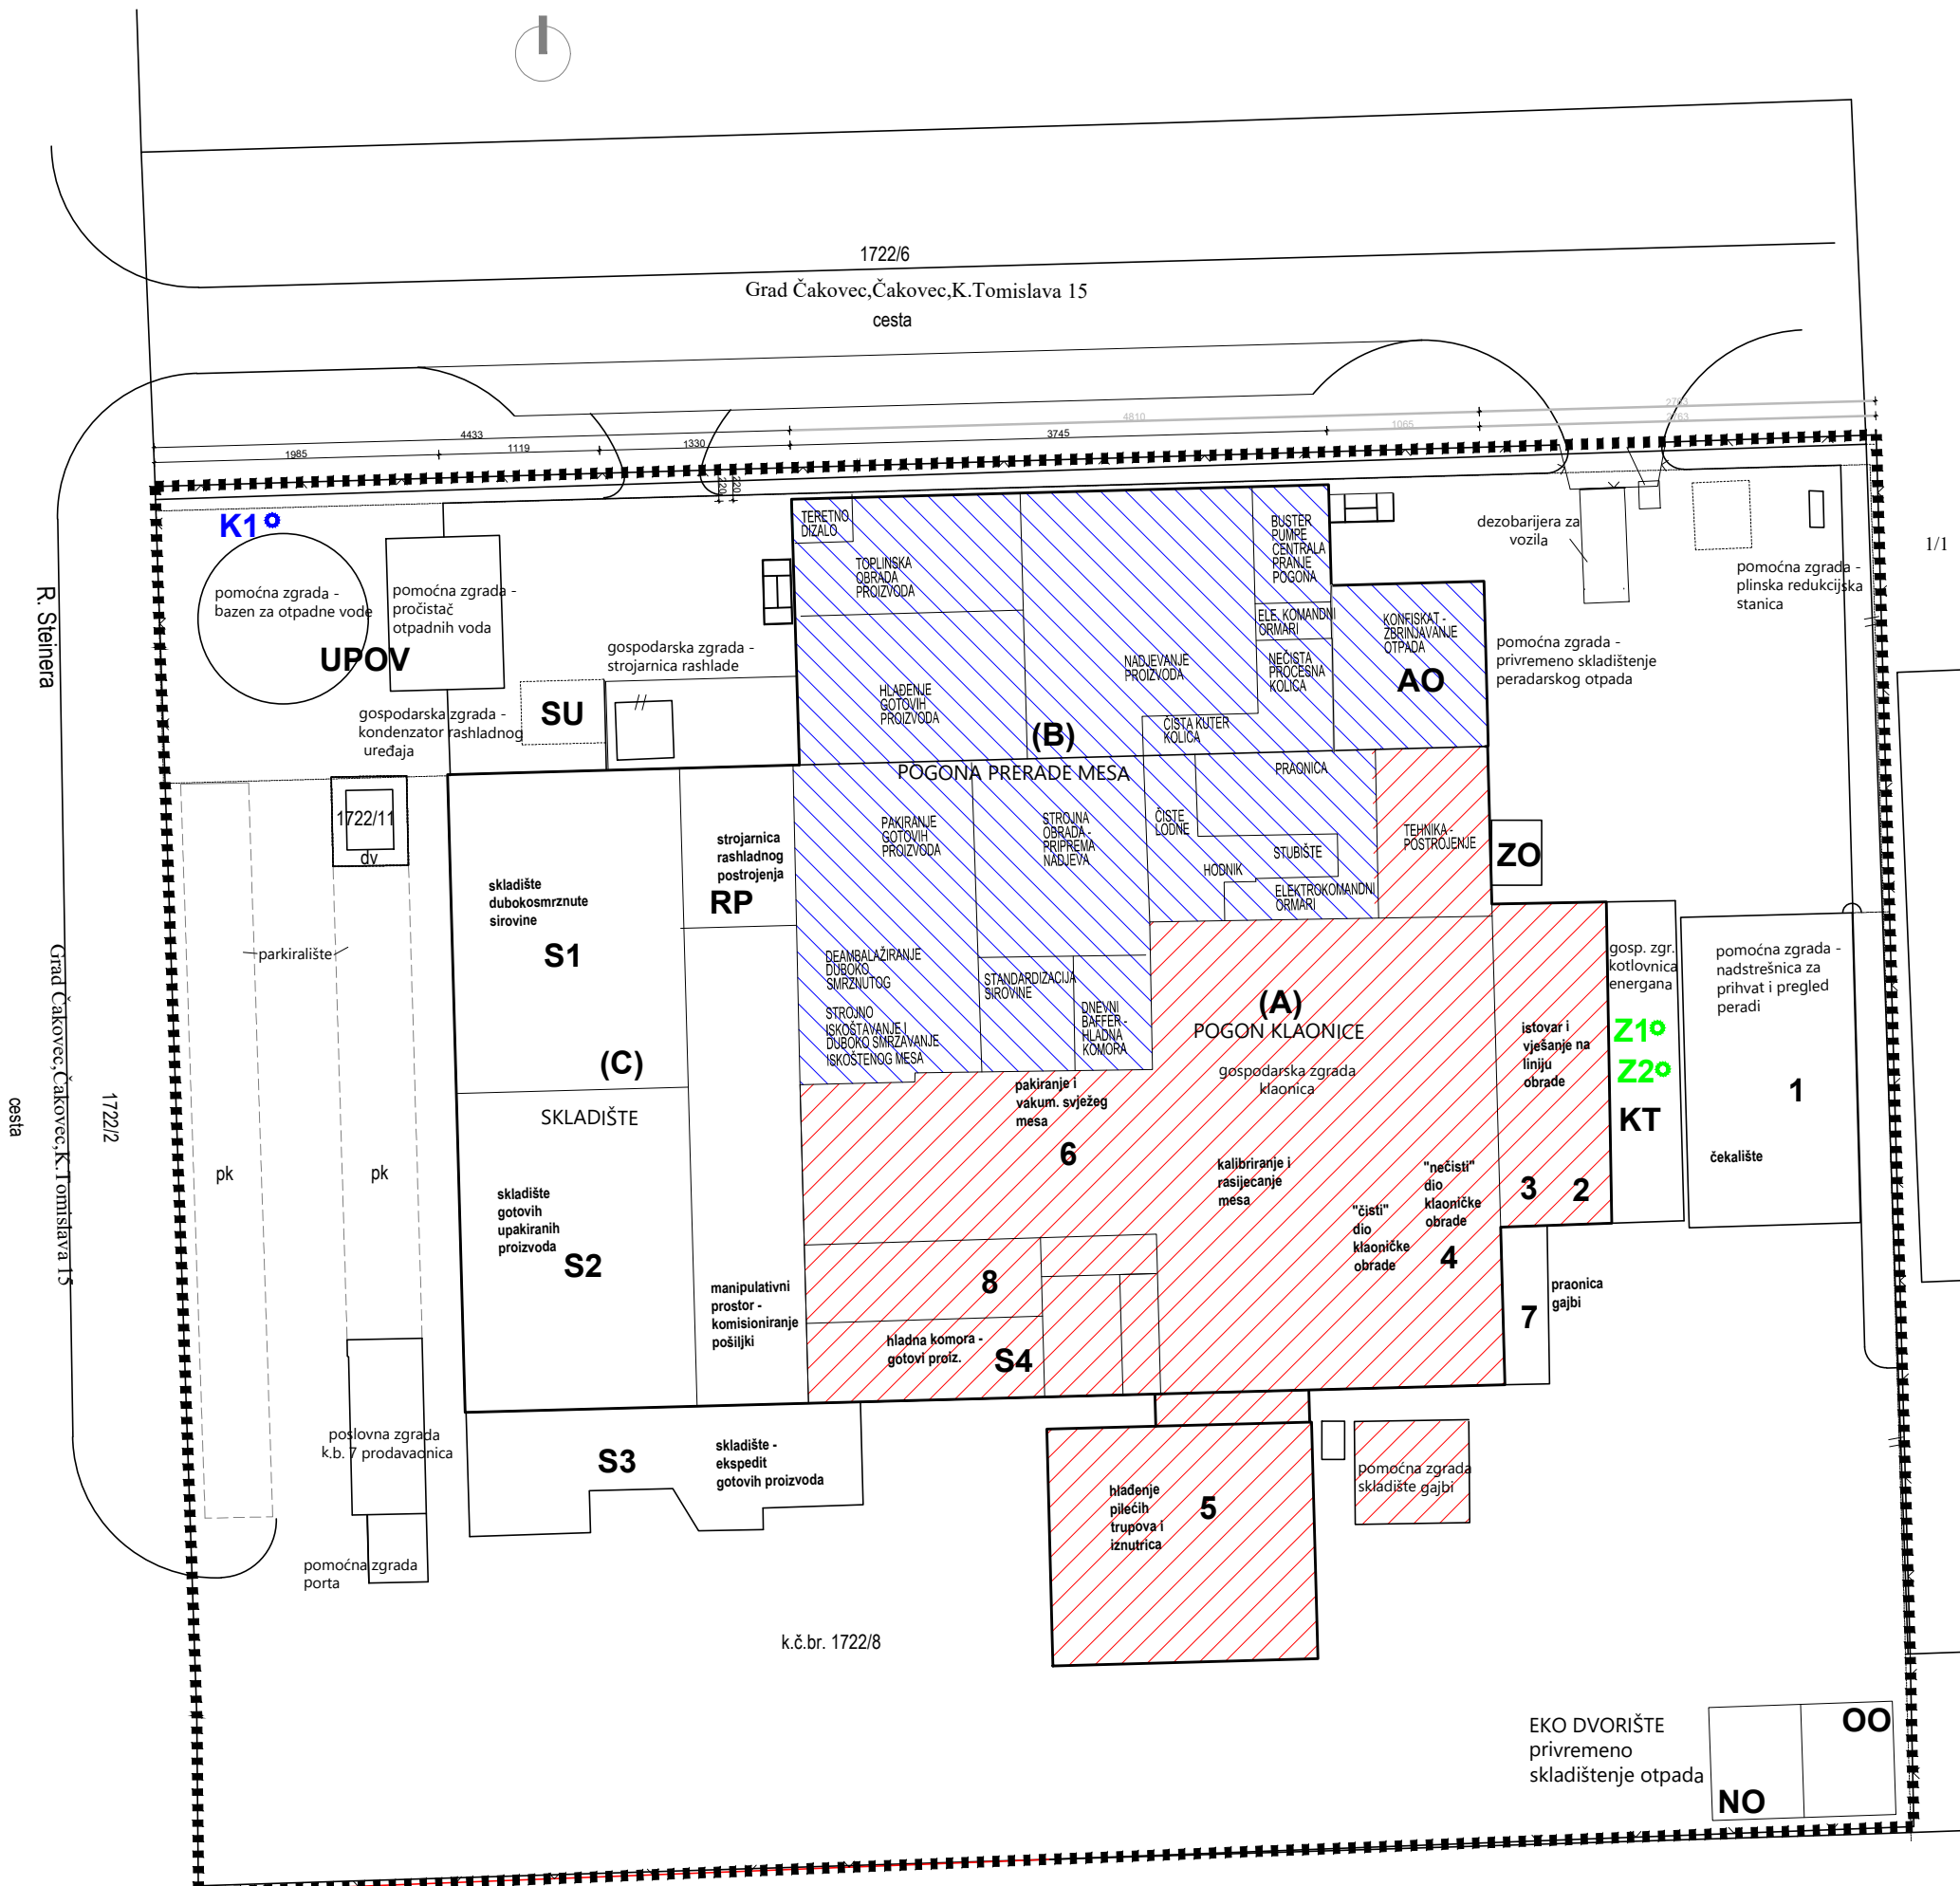 1722/6
Grad Čakovec,Čakovec,K.Tomislava 15
cesta
2763
4810
2763
4433
3745
1065
1985
1119
1330
220
220
K1
TERETNO
DIZALO
BUSTER
PUMPE
CENTRALA
PRANJE
POGONA
dezobarijera za
vozila
1/1
TOPLINSKA
OBRADA
PROIZVODA
pomoćna zgrada -
plinska redukcijska
stanica
pomoćna zgrada -
bazen za otpadne vode
pomoćna zgrada -
pročistač
otpadnih voda
UPOV
R. Steinera
ELE. KOMANDNI
ORMARI
KONFISKAT -
ZBRINJAVANJE
OTPADA
AO
pomoćna zgrada -
privremeno skladištenje
peradarskog otpada
gospodarska zgrada -
strojarnica rashlade
NADJEVANJE
PROIZVODA
NEČISTA
PROCESNA
KOLICA
HLAĐENJE
GOTOVIH
PROIZVODA
SU
gospodarska zgrada -
kondenzator rashladnog
uređaja
ČISTA KUTER
KOLICA
(B)
POGONA PRERADE MESA
PRAONICA
1722/11
dv
PAKIRANJE
GOTOVIH
PROIZVODA
STROJNA
OBRADA -
PRIPREMA
NADJEVA
ČISTE
LODNE
TEHNIKA -
POSTROJENJE
ZO
strojarnica
rashladnog
postrojenja
RP
STUBIŠTE
HODNIK
ELEKTROKOMANDNI
ORMARI
skladište
dubokosmrznute
sirovine
S1
parkiralište
DEAMBALAŽIRANJE
DUBOKO
SMRZNUTOG
STROJNO
ISKOŠTAVANJE I
DUBOKO SMRZAVANJE
ISKOŠTENOG MESA
STANDARDIZACIJA
SIROVINE
DNEVNI
BAFFER -
HLADNA
KOMORA
(A)
POGON KLAONICE
gospodarska zgrada
klaonica
gosp. zgr.
kotlovnica
energana
Z1
Z2
KT
pomoćna zgrada -
nadstrešnica za
prihvat i pregled
peradi
1
čekalište
istovar i
vješanje na
liniju
obrade
3
2
(C)
SKLADIŠTE
pakiranje i
vakum. svježeg
mesa
6
kalibriranje i
rasijecanje
mesa
"nečisti"
dio
klaoničke
obrade
4
"čisti"
dio
klaoničke
obrade
Grad Čakovec,Čakovec,K.Tomislava 15
1722/2
cesta
pk
pk
skladište
gotovih
upakiranih
proizvoda
S2
manipulativni
prostor -
komisioniranje
pošiljki
8
hladna komora -
gotovi proiz.
S4
7
praonica
gajbi
poslovna zgrada
k.b. 7 prodavaonica
S3
skladište -
ekspedit
gotovih proizvoda
pomoćna zgrada
skladište gajbi
hlađenje
pilećih
trupova i
iznutrica
5
pomoćna zgrada
porta
k.č.br. 1722/8
EKO DVORIŠTE
privremeno
skladištenje otpada
OO
NO